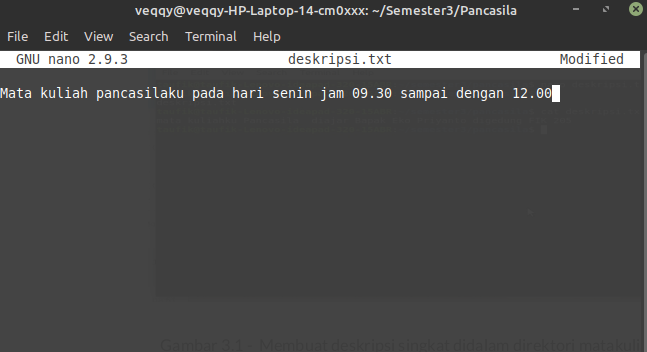 veqqy@veqqy-HP-Laptop-14-cm0xxx: ~/Semester3/Pancasila
File Edit View Search Terminal Help
GNU nano 2.9.3 deskripsi.txt Modified
Mata kuliah pancasilaku pada hari senin jam 09.30 sampai dengan 12.00
Gambar 3.1 - Membuat deskripsi singkat didalam direktori matakuli